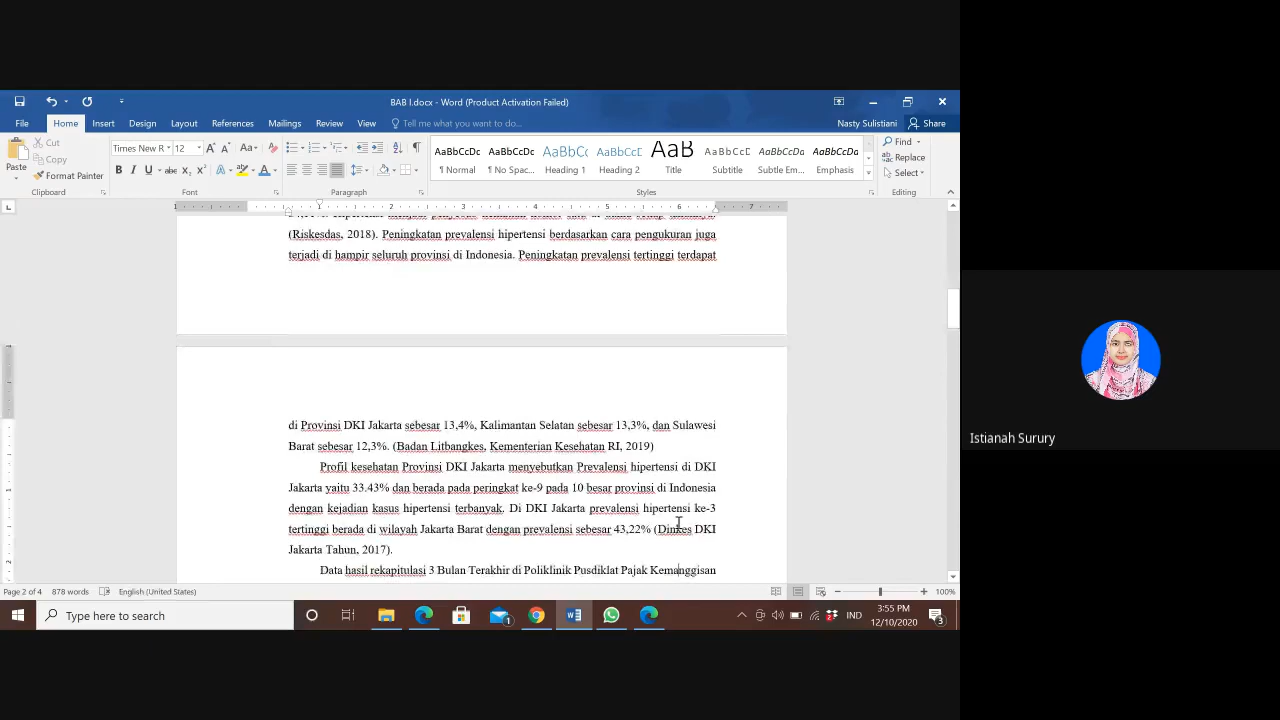 BAB I.docx - Word (Product Activation Failed)
Nasty Sulistiani
Share
File Home Insert Design Layout References Mailings Review View Tell me what you want to do...
Paste
Cut
Copy
Format Painter
Clipboard
Times New R 12
Font
Paragraph
AaBbCcDc AaBbCcDc AaBbCc AaBbCcD AaB AaBbCcD AaBbCcDa AaBbCcDa
¶ Normal ¶ No Spac... Heading 1 Heading 2 Title Subtitle Subtle Em... Emphasis
Styles
Find
Replace
Select
Editing
(Riskesdas, 2018). Peningkatan prevalensi hipertensi berdasarkan cara pengukuran juga
terjadi di hampir seluruh provinsi di Indonesia. Peningkatan prevalensi tertinggi terdapat
di Provinsi DKI Jakarta sebesar 13,4%, Kalimantan Selatan sebesar 13,3%, dan Sulawesi
Barat sebesar 12,3%. (Badan Litbangkes, Kementerian Kesehatan RI, 2019)
Profil kesehatan Provinsi DKI Jakarta menyebutkan Prevalensi hipertensi di DKI
Jakarta yaitu 33.43% dan berada pada peringkat ke-9 pada 10 besar provinsi di Indonesia
dengan kejadian kasus hipertensi terbanyak. Di DKI Jakarta prevalensi hipertensi ke-3
tertinggi berada di wilayah Jakarta Barat dengan prevalensi sebesar 43,22% (Dinkes DKI
Jakarta Tahun, 2017).
Data hasil rekapitulasi 3 Bulan Terakhir di Poliklinik Pusdiklat Pajak Kemanggisan
Page 2 of 4 878 words English (United States) 100%
Type here to search
IND
3:55 PM
12/10/2020
Istianah Surury